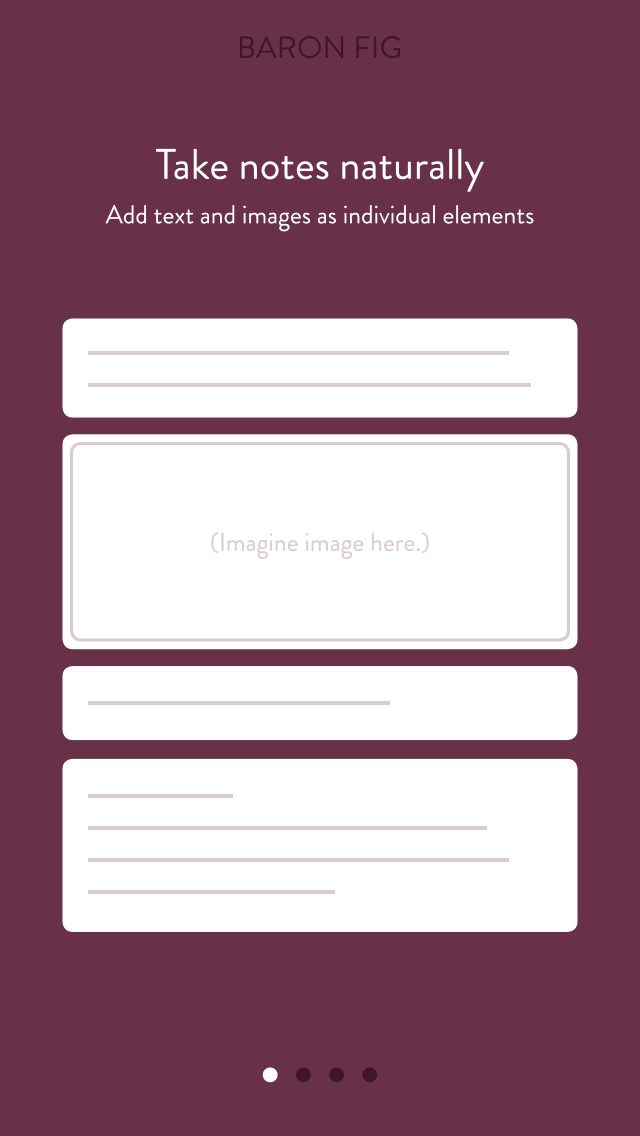 BARON FIG
Take notes naturally
Add text and images as individual elements
(Imagine image here.)